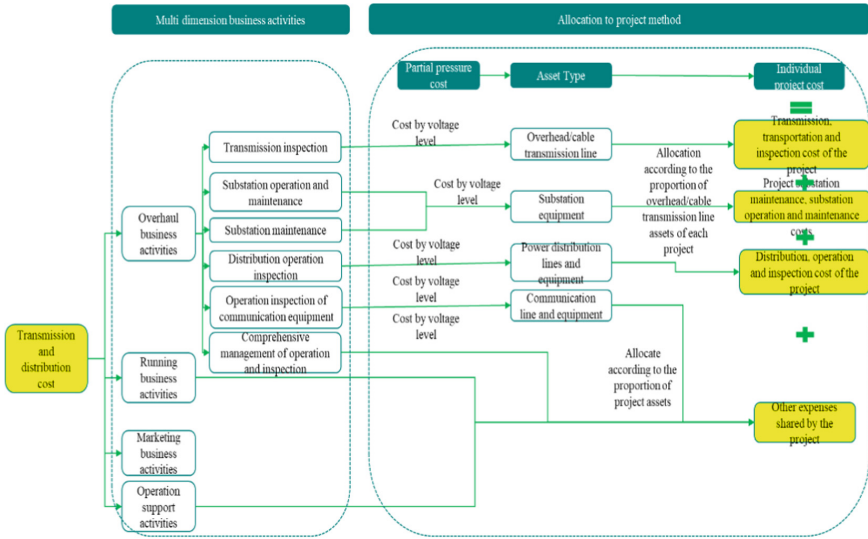 Multi dimension business activities
Allocation to project method
Partial pressure
cost
Asset Type
Individual
project cost
Transmission inspection
Cost by voltage
level
Overhead/cable
transmission line
Transmission,
transportation and
inspection cost of the
project
Substation operation and
maintenance
Substation maintenance
Cost by voltage
level
Substation
equipment
Allocation
according to the
proportion of
overhead/cable
transmission line
assets of each
project
Project substation
maintenance, substation
operation and maintenance
costs
Overhaul
business
activities
Distribution operation
inspection
Cost by voltage
level
Power distribution
lines and
equipment
Distribution, operation
and inspection cost of the
project
Operation inspection of
communication equipment
Cost by voltage
level
Communication
line and equipment
Comprehensive
management of operation
and inspection
Cost by voltage
level
Transmission
and
distribution
cost
Running
business
activities
Allocate
according to the
proportion of
project assets
Other expenses
shared by the
project
Marketing
business
activities
Operation
support
activities